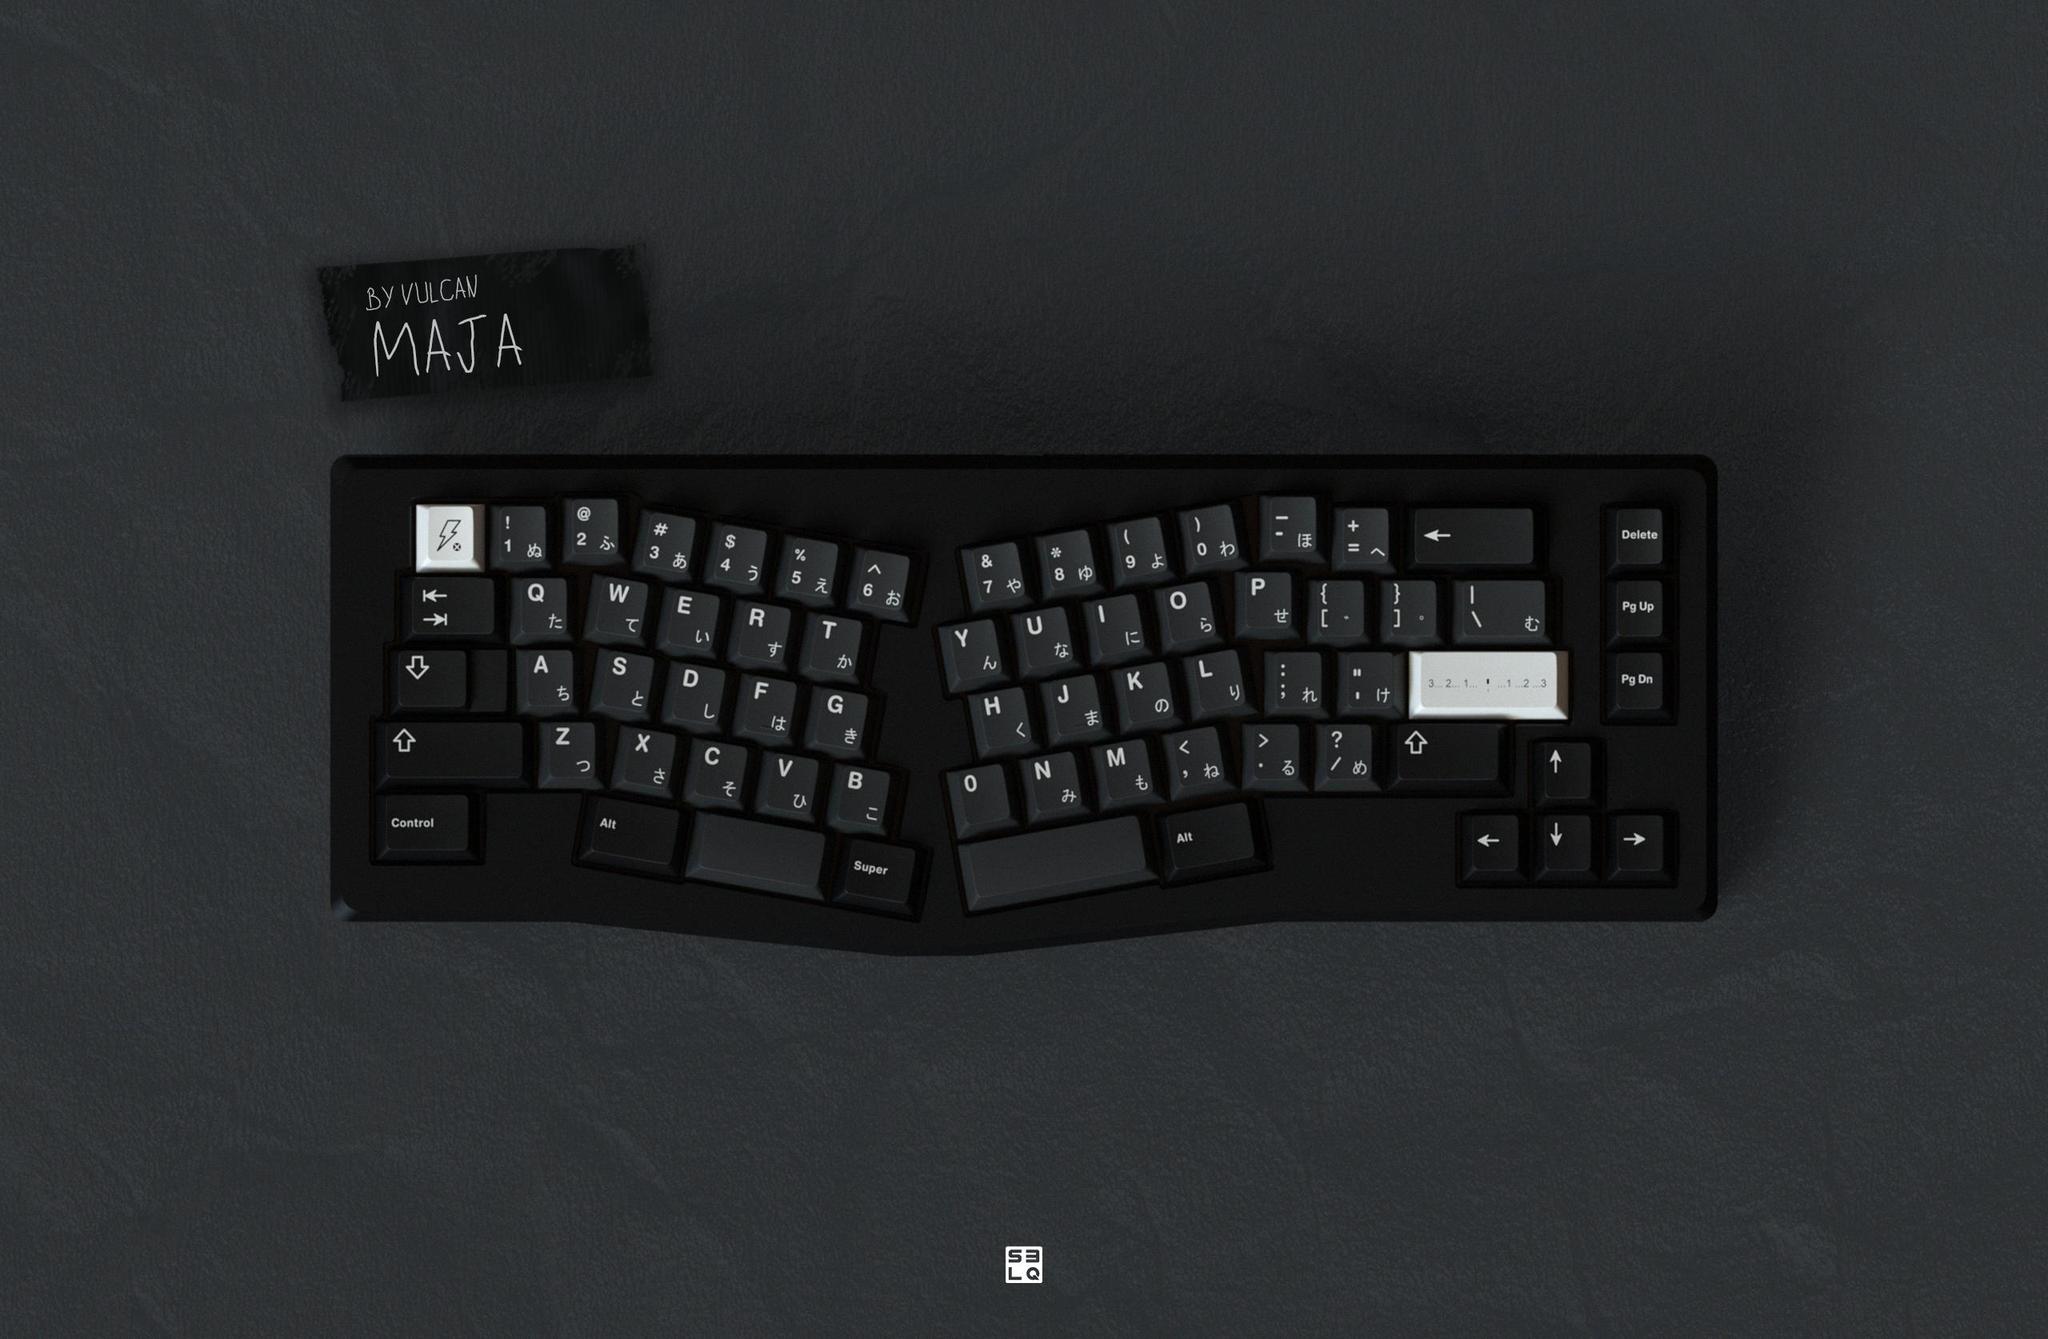 BY VULCAN
MAJA
! 1 ぬ
@ 2 ふ
# 3 あ
$ 4 う
% 5 え
^ 6 お
& 7 や
* 8 ゆ
( 9 よ
) 0 わ
– - ほ
+ = へ
←
Delete
Q た
W て
E い
R す
T か
Y ん
U な
I に
O ら
P せ
{ [ ゛
} ] ゜
| \ む
Pg Up
A ち
S と
D し
F は
G き
H く
J ま
K の
L り
: ; れ
" ' け
3... 2... 1... ! ...1 ...2 ...3
Pg Dn
Z つ
X さ
C そ
V ひ
B こ
0
N み
M も
< , ね
> . る
? / め
↑
Control
Alt
Super
Alt
← ↓ →
S3
LQ